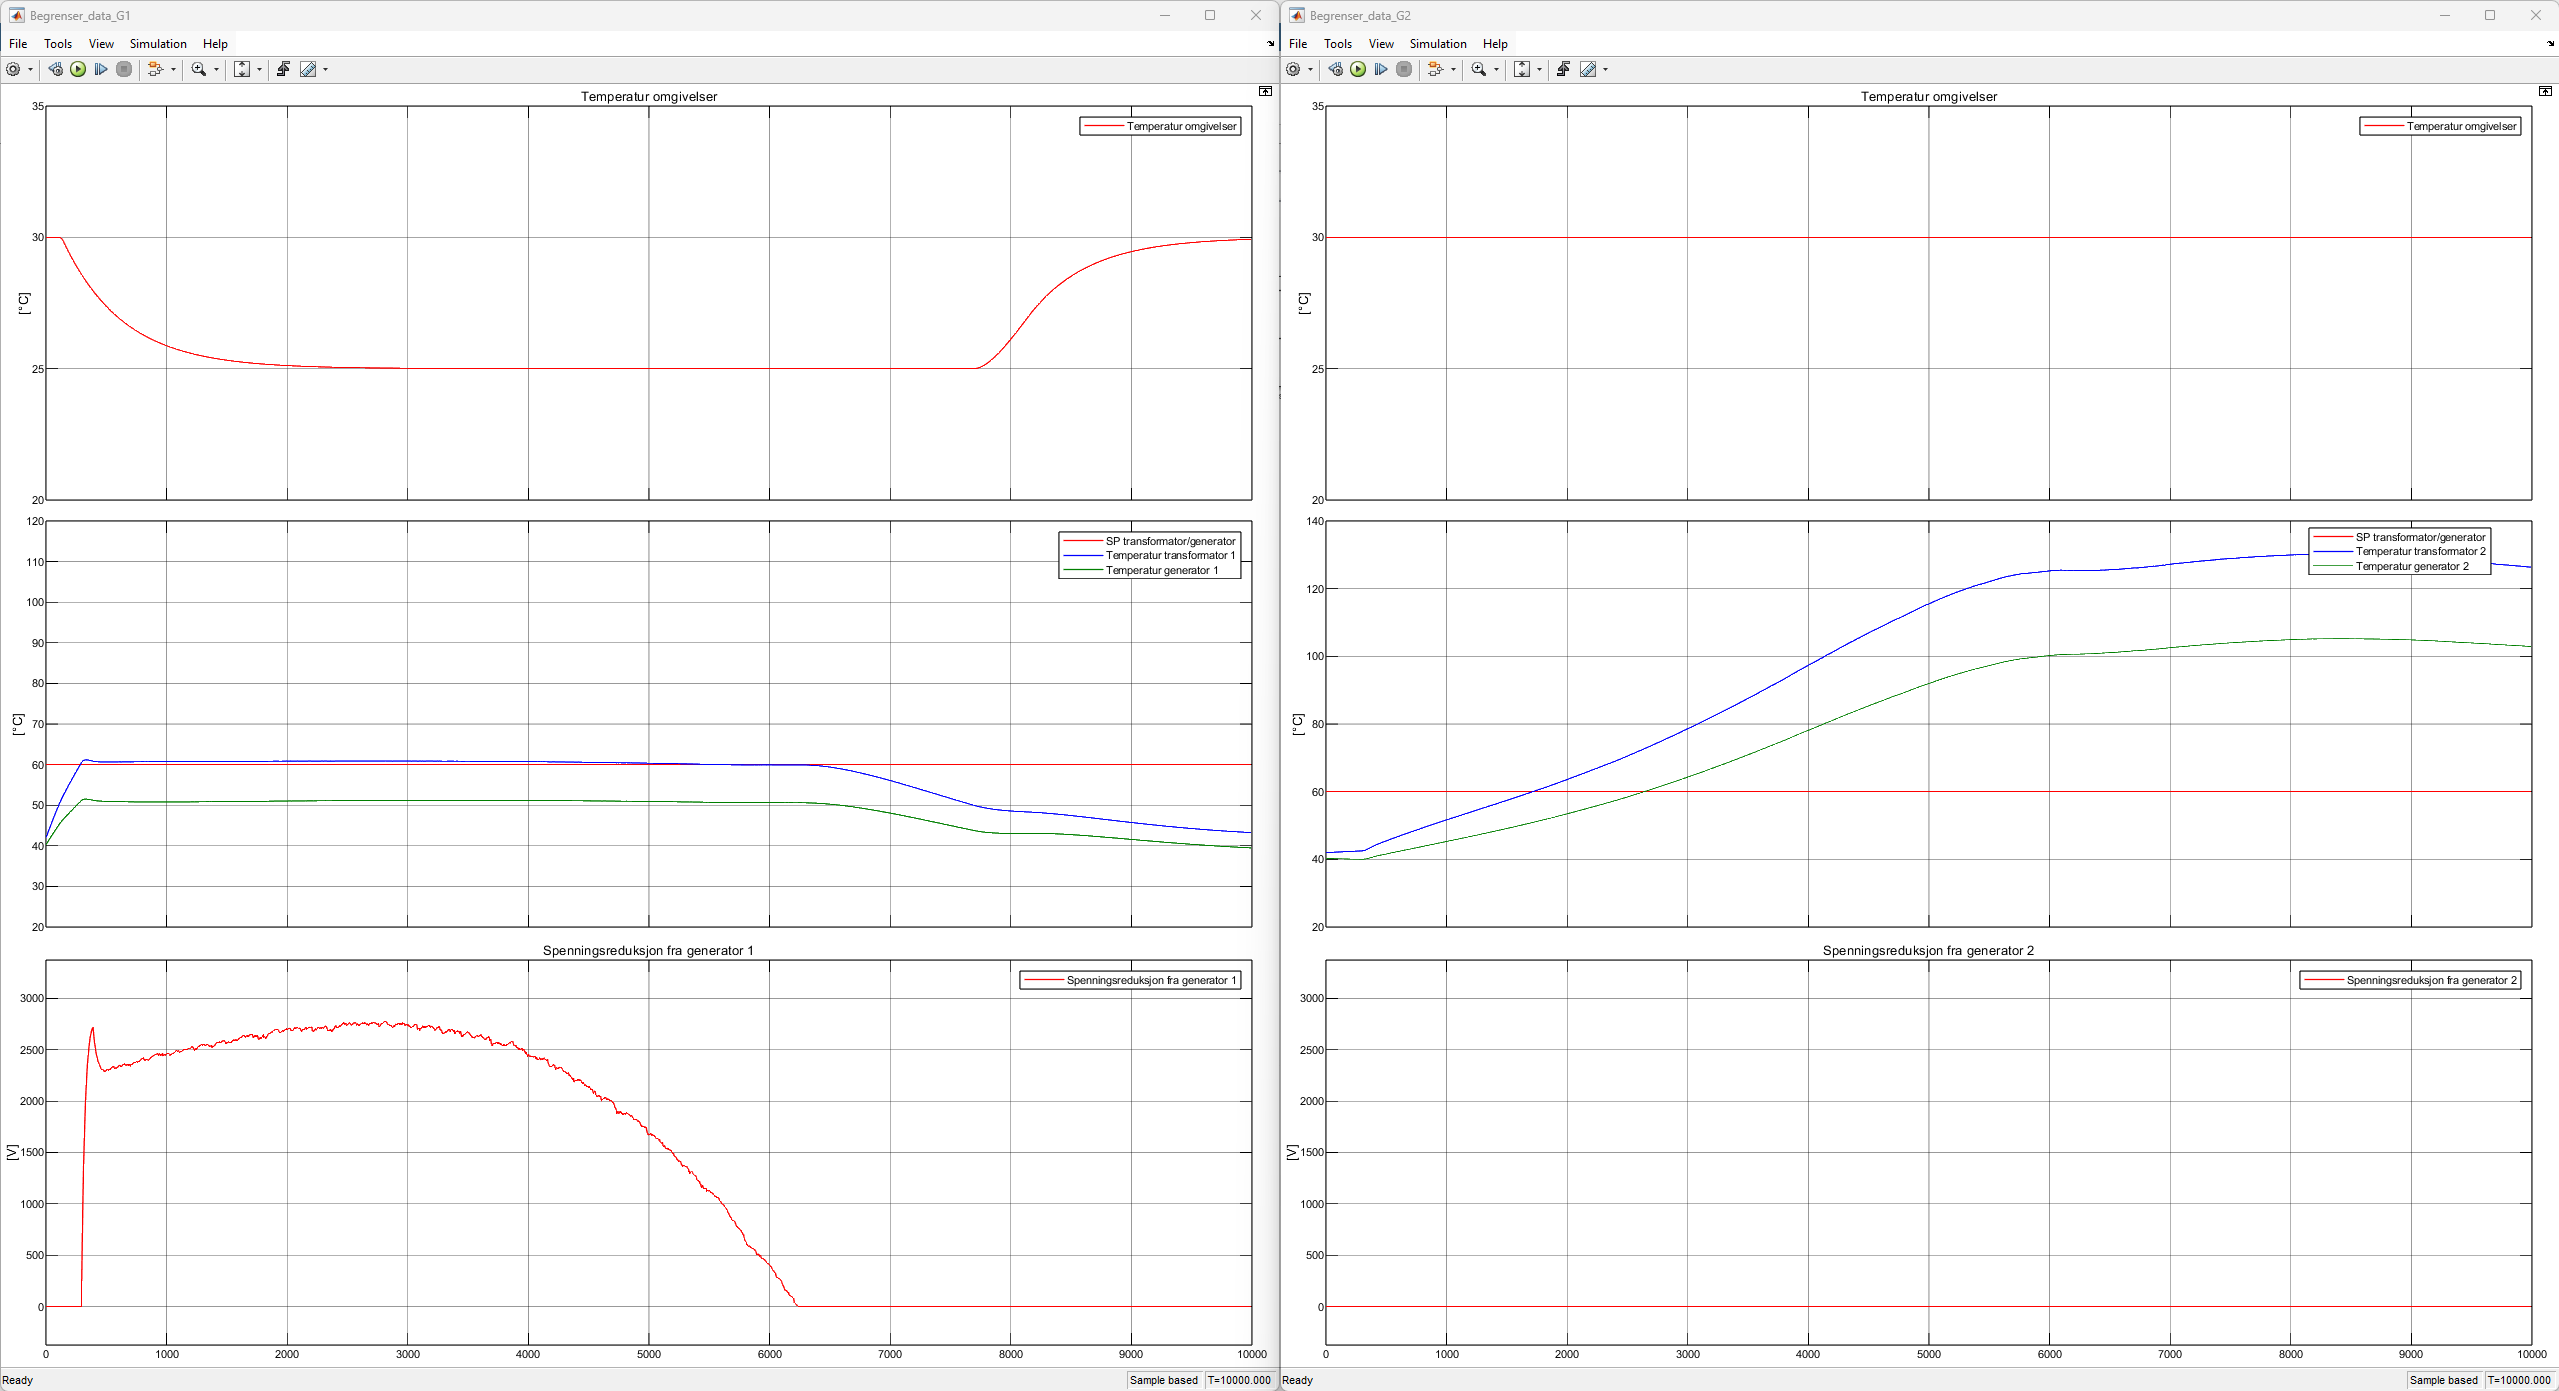 Begrenser_data_G1
File Tools View Simulation Help
Temperatur omgivelser
Temperatur omgivelser
35
30
25
20
[°C]
SP transformator/generator
Temperatur transformator 1
Temperatur generator 1
120
110
100
90
80
70
60
50
40
30
20
[°C]
Spenningsreduksjon fra generator 1
Spenningsreduksjon fra generator 1
3000
2500
2000
1500
1000
500
0
[V]
0 1000 2000 3000 4000 5000 6000 7000 8000 9000 10000
Ready Sample based T=10000.000
Begrenser_data_G2
File Tools View Simulation Help
Temperatur omgivelser
Temperatur omgivelser
35
30
25
20
[°C]
SP transformator/generator
Temperatur transformator 2
Temperatur generator 2
140
120
100
80
60
40
20
[°C]
Spenningsreduksjon fra generator 2
Spenningsreduksjon fra generator 2
3000
2500
2000
1500
1000
500
0
[V]
0 1000 2000 3000 4000 5000 6000 7000 8000 9000 10000
Ready Sample based T=10000.000